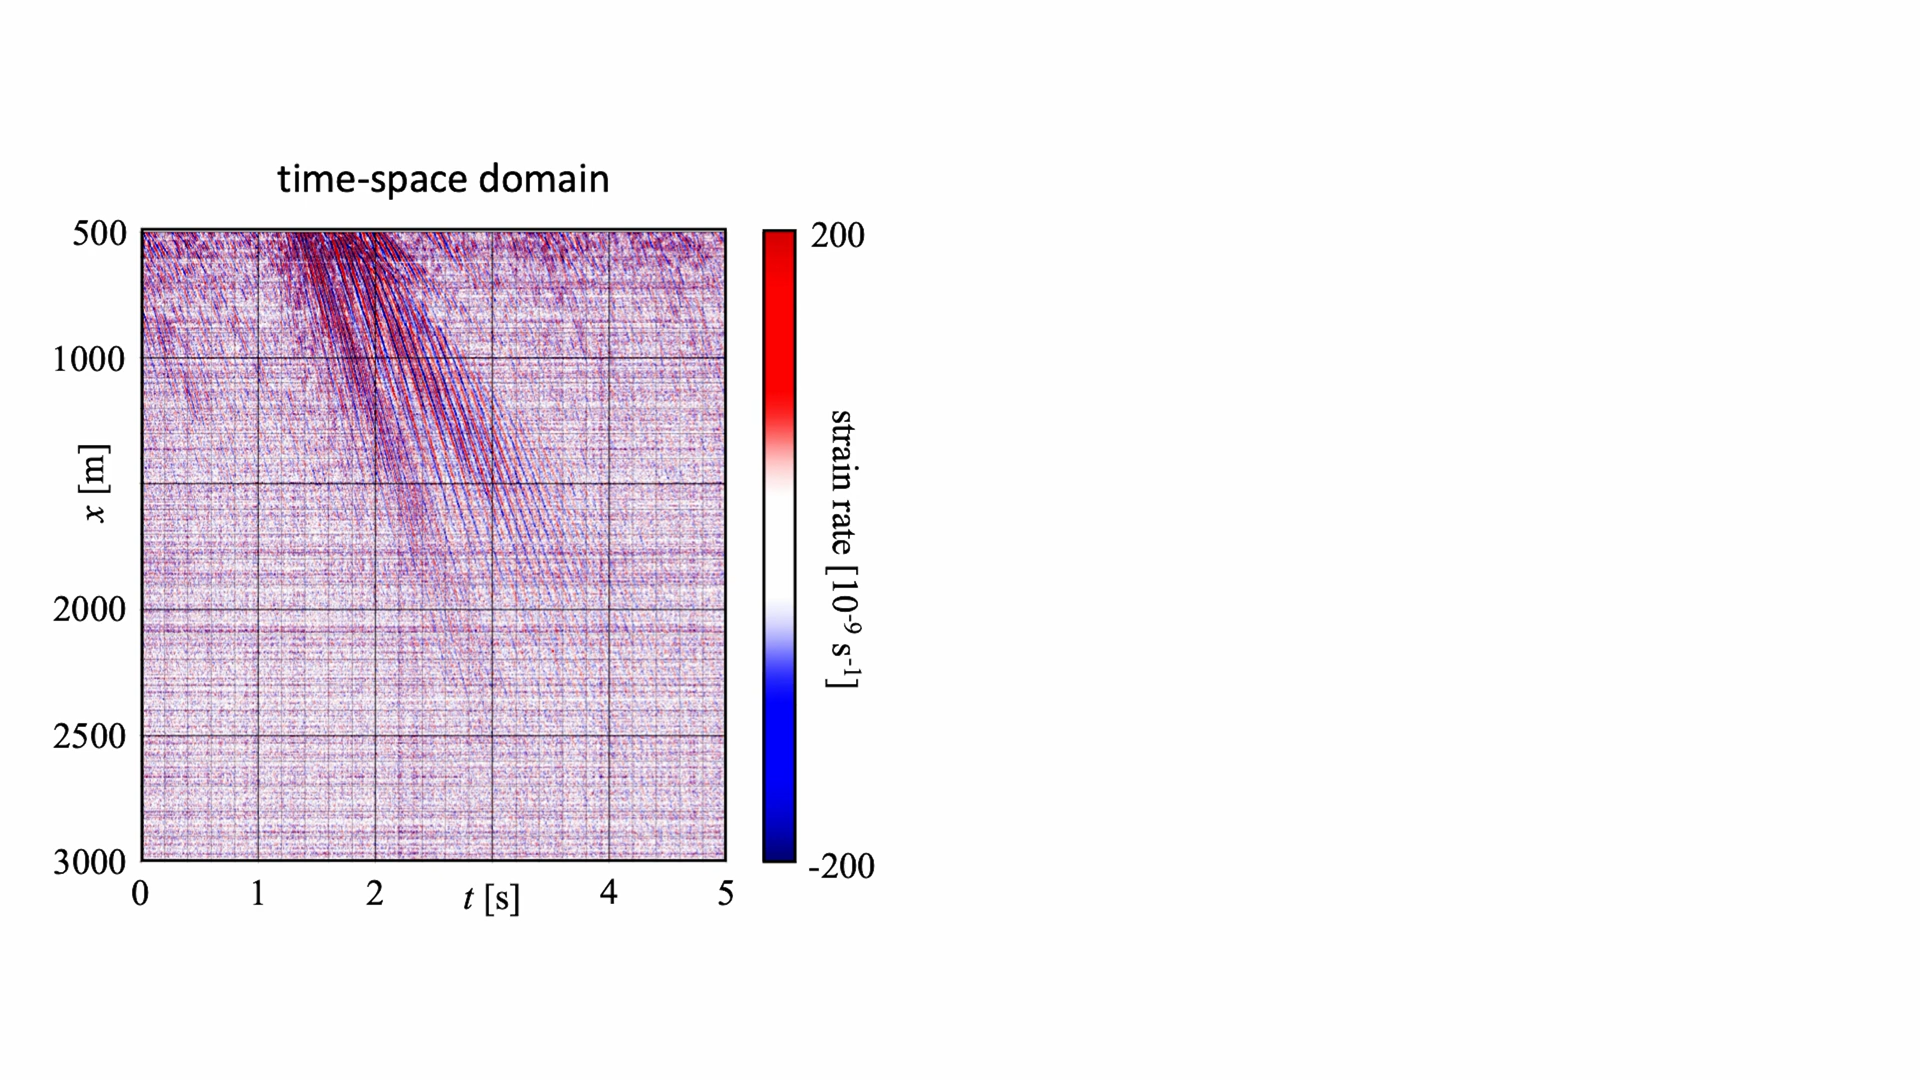 time-space domain
500
1000
2000
2500
3000
x [m]
0 1 2 t [s] 4 5
200
-200
strain rate [10⁻⁹ s⁻¹]